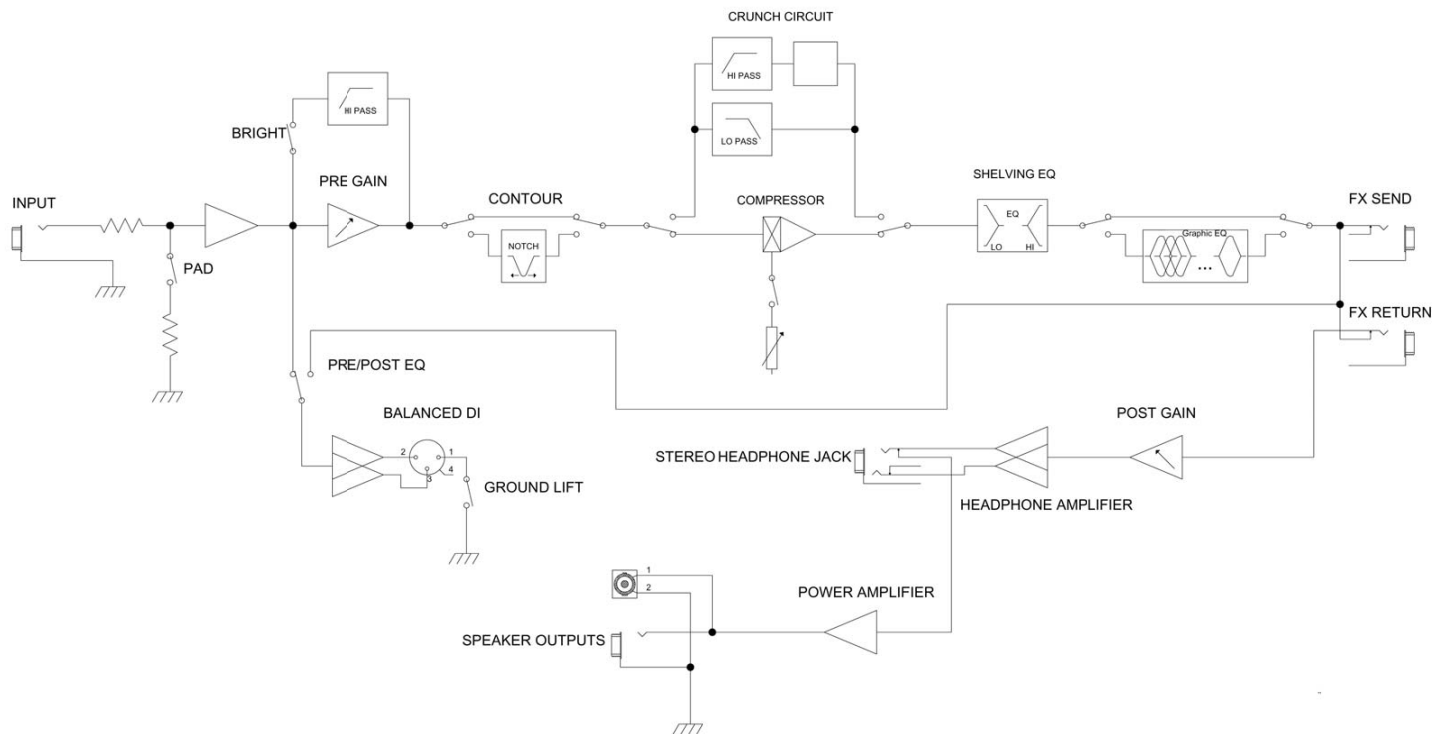 CRUNCH CIRCUIT
HI PASS
HI PASS
BRIGHT
LO PASS
PRE GAIN
SHELVING EQ
INPUT
CONTOUR
COMPRESSOR
FX SEND
EQ
LO HI
NOTCH
Graphic EQ
...
PAD
FX RETURN
PRE/POST EQ
BALANCED DI
POST GAIN
2 1
4
3
STEREO HEADPHONE JACK
GROUND LIFT
HEADPHONE AMPLIFIER
1
2
POWER AMPLIFIER
SPEAKER OUTPUTS